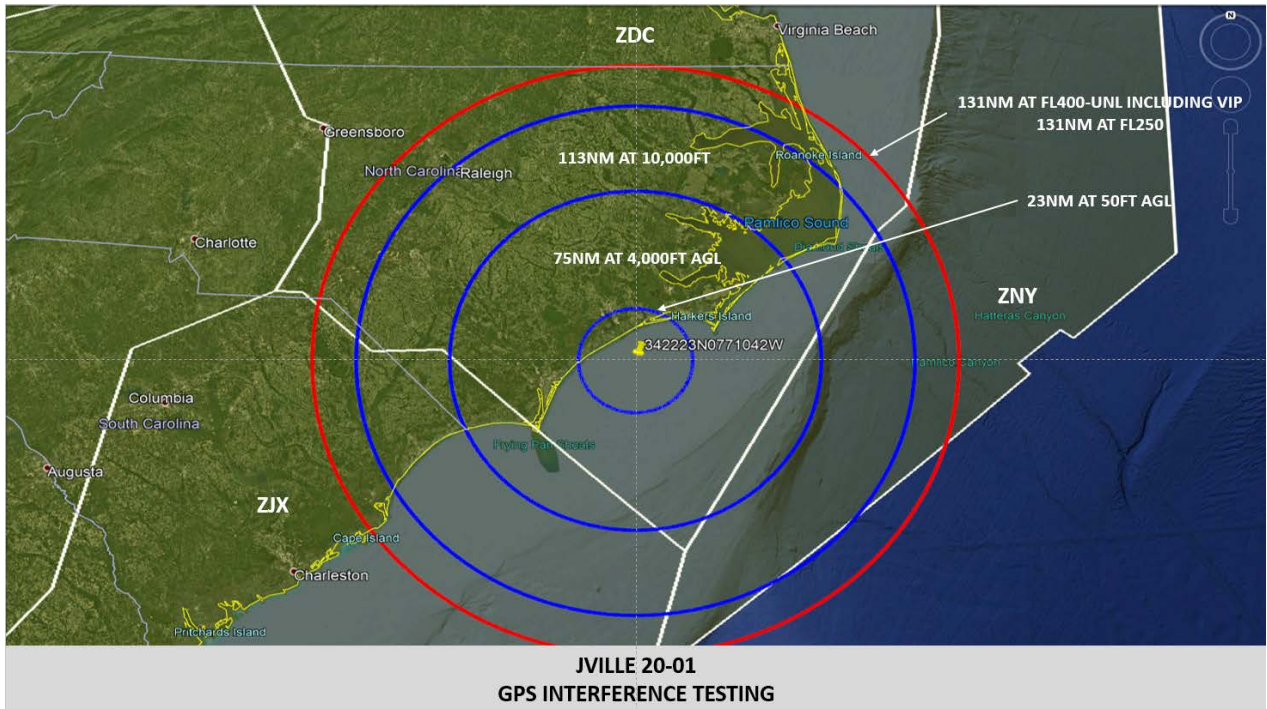 N
ZDC
Virginia Beach
131NM AT FL400-UNL INCLUDING VIP
131NM AT FL250
Greensboro
113NM AT 10,000FT
Roanoke Island
North Carolina
Raleigh
23NM AT 50FT AGL
Pamlico Sound
Charlotte
75NM AT 4,000FT AGL
ZNY
Hatteras Canyon
Harkers Island
342223N0771042W
Pamlico Canyon
Columbia
South Carolina
Frying Pan Shoals
Augusta
ZJX
Cape Island
Charleston
Pritchards Island
JVILLE 20-01
GPS INTERFERENCE TESTING